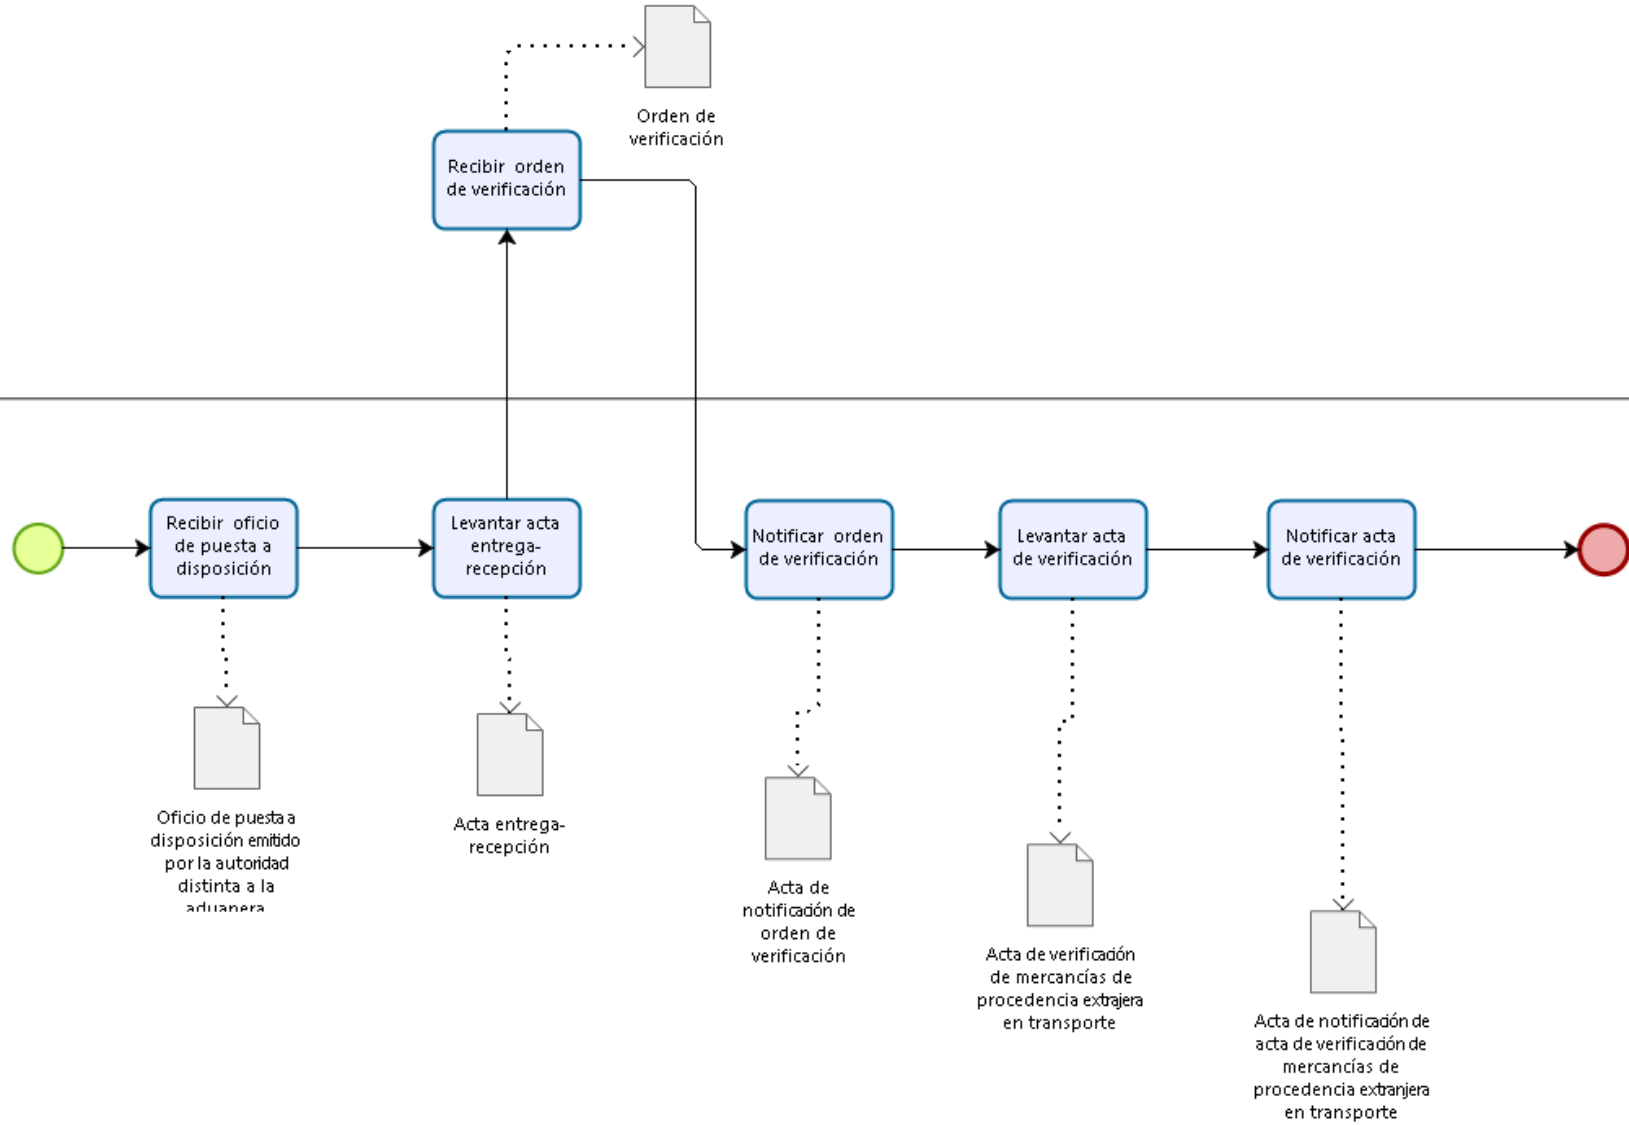 Orden de
verificación
Recibir orden
de verificación
Recibir oficio
de puesta a
disposición
Levantar acta
entrega-
recepción
Notificar orden
de verificación
Levantar acta
de verificación
Notificar acta
de verificación
Oficio de puesta a
disposición emitido
por la autoridad
distinta a la
aduanera
Acta entrega-
recepción
Acta de
notificación de
orden de
verificación
Acta de verificación
de mercancías de
procedencia extrajera
en transporte
Acta de notificación de
acta de verificación de
mercancías de
procedencia extranjera
en transporte